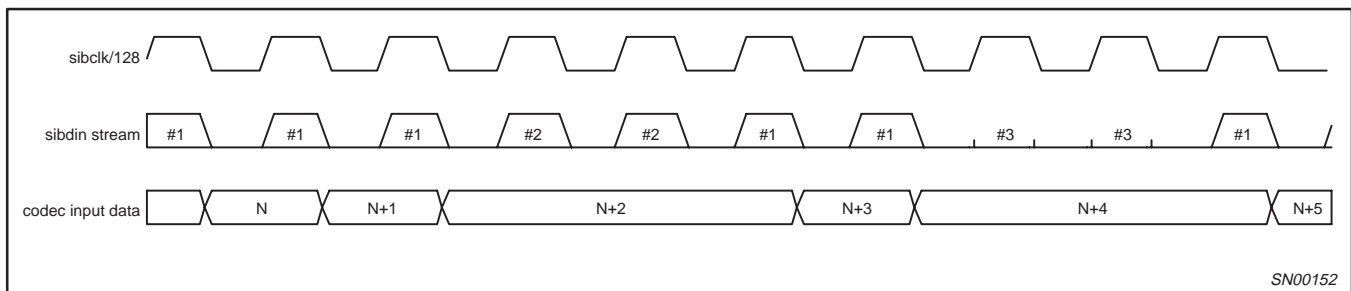 sibclk/128
sibdin stream #1 #1 #1 #2 #2 #1 #1 #3 #3 #1
codec input data N N+1 N+2 N+3 N+4 N+5
SN00152